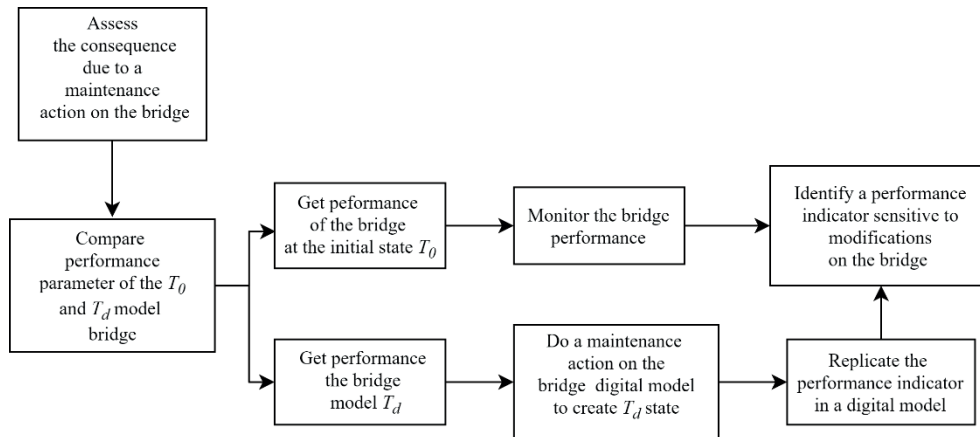 Assess
the consequence
due to a
maintenance
action on the bridge
Compare
performance
parameter of the T₀
and T_d model
bridge
Get peformance
of the bridge
at the initial state T₀
Monitor the bridge
performance
Identify a performance
indicator sensitive to
modifications
on the bridge
Get performance
the bridge
model T_d
Do a maintenance
action on the
bridge digital model
to create T_d state
Replicate the
performance indicator
in a digital model